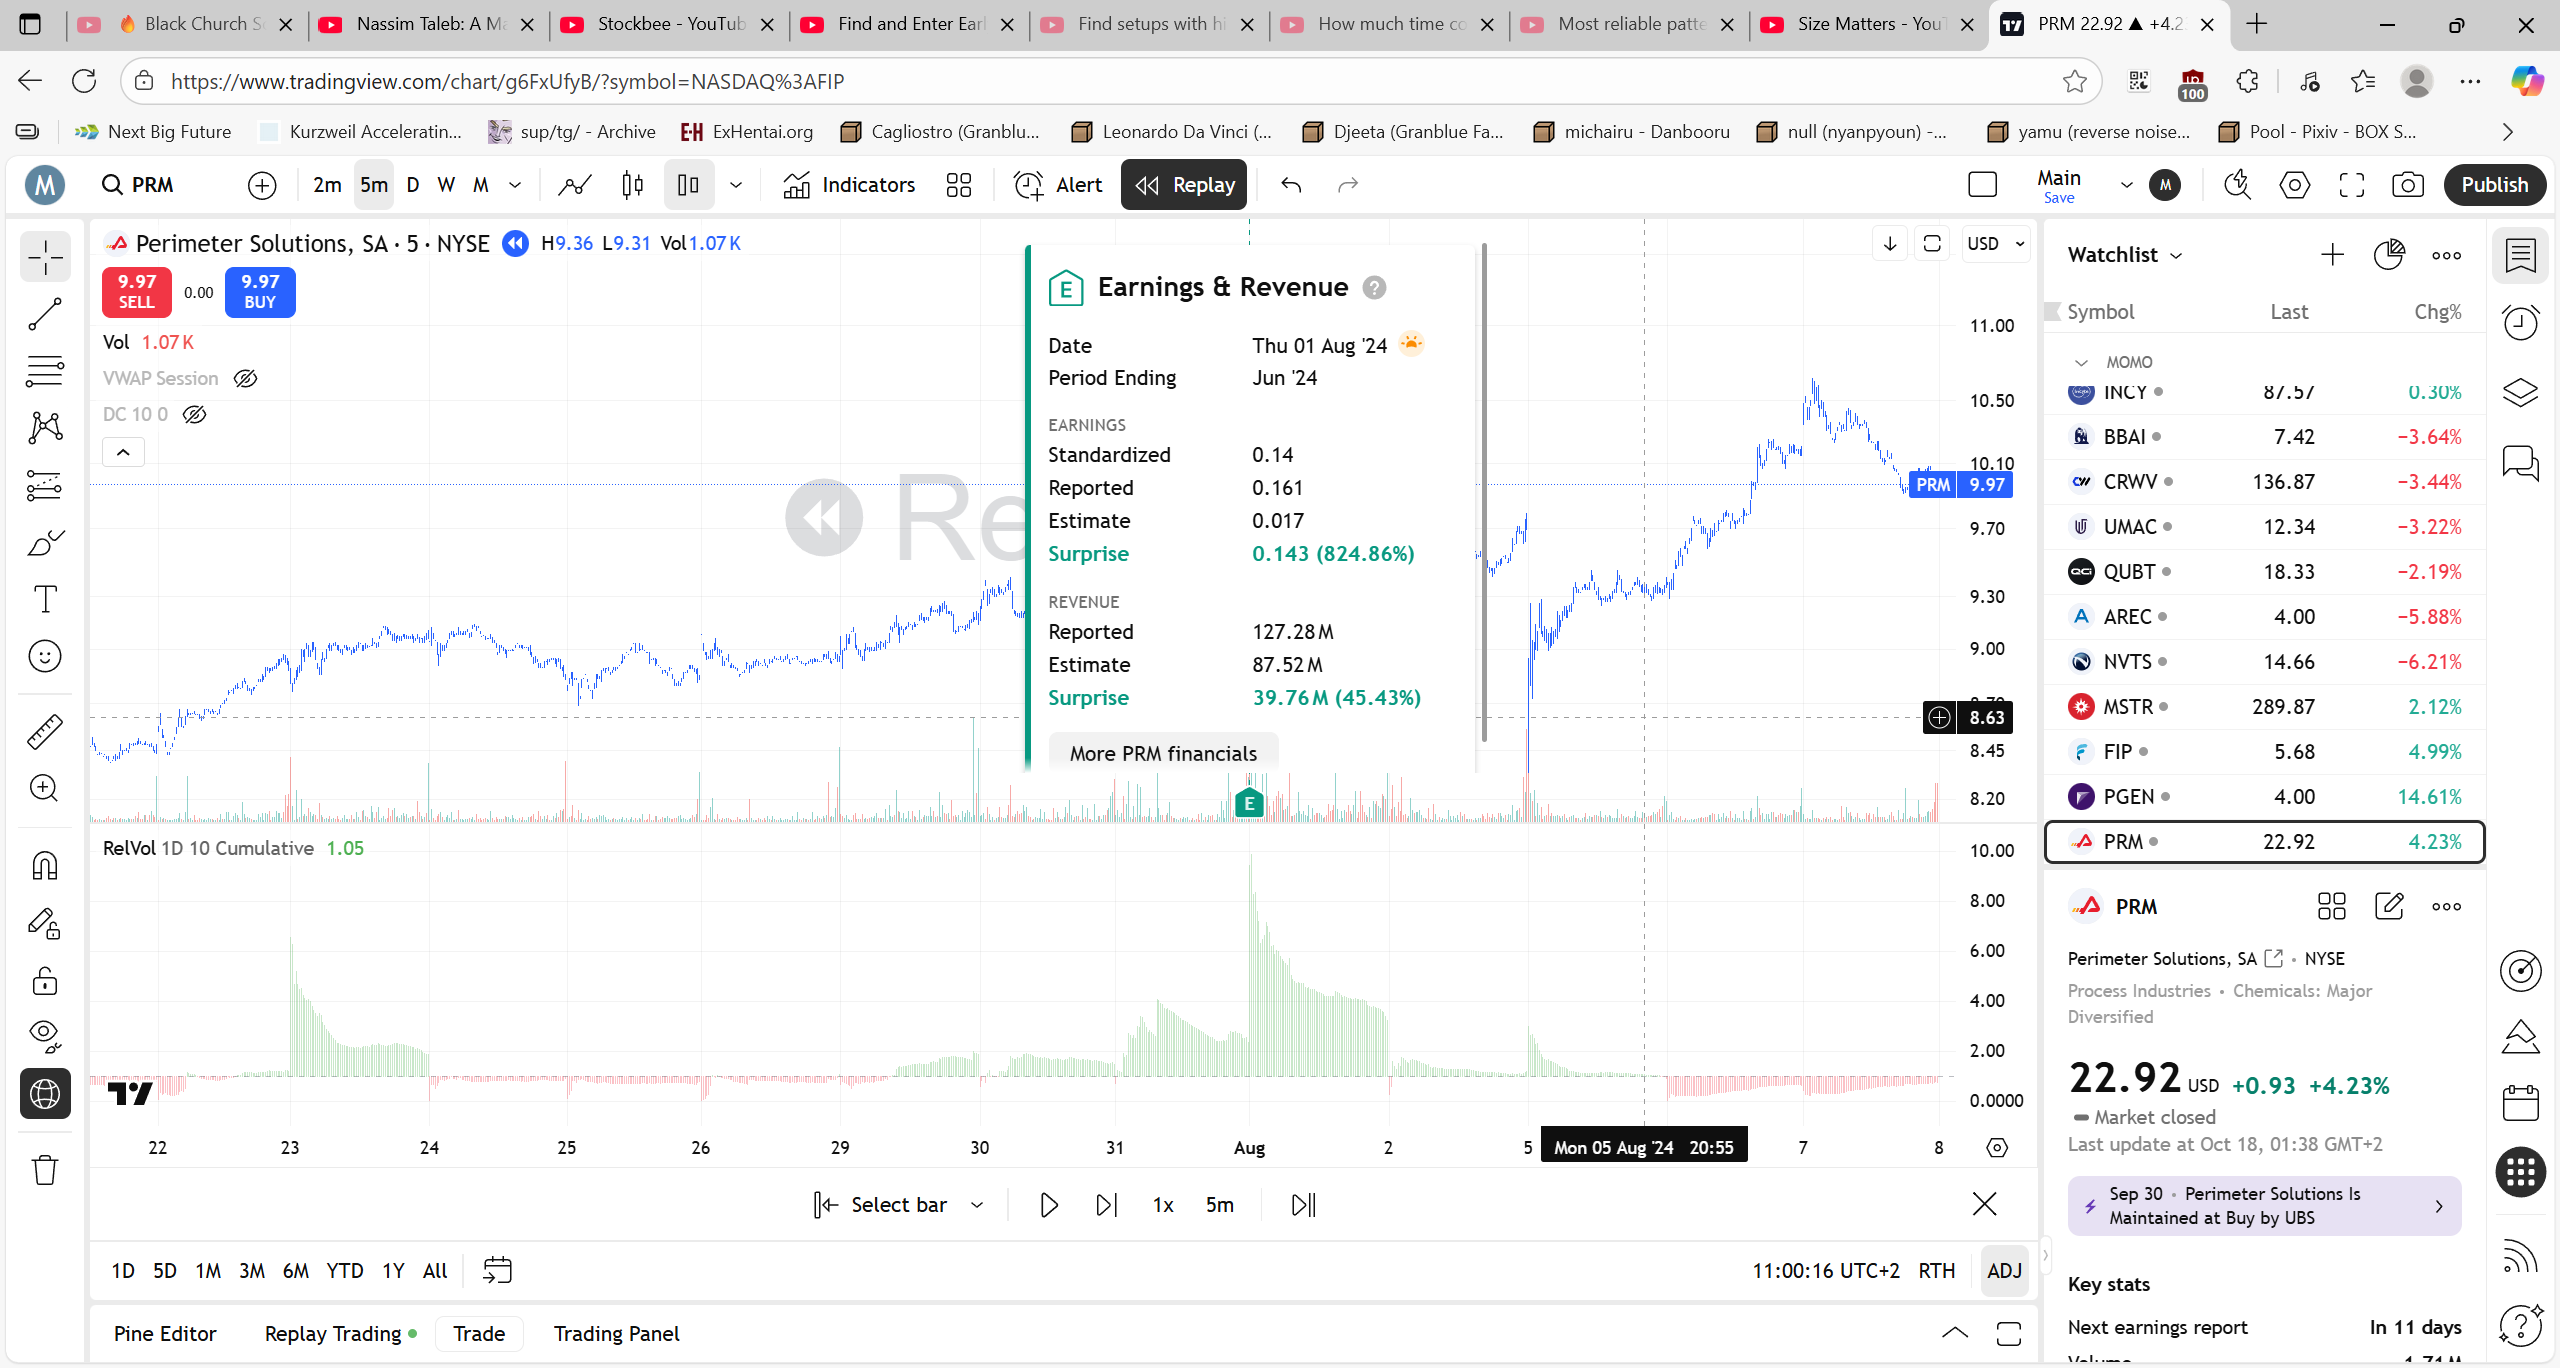 🔥 Black Church Se
Nassim Taleb: A Ma
Stockbee - YouTub
Find and Enter Earl
Find setups with hi
How much time co
Most reliable patte
Size Matters - YouT
PRM 22.92 ▲ +4.2
https://www.tradingview.com/chart/g6FxUfyB/?symbol=NASDAQ%3AFIP
100
Next Big Future
Kurzweil Acceleratin...
sup/tg/ - Archive
E-H ExHentai.org
Cagliostro (Granblu...
Leonardo Da Vinci (...
Djeeta (Granblue Fa...
michairu - Danbooru
null (nyanpyoun) -...
yamu (reverse noise...
Pool - Pixiv - BOX S...
M
PRM
2m 5m D W M
Indicators
Alert
Replay
Main
Save
M
Publish
Perimeter Solutions, SA · 5 · NYSE
H9.36 L9.31 Vol1.07 K
USD
9.97
SELL
0.00
9.97
BUY
Vol 1.07 K
VWAP Session
DC 10 0
Re
E
Earnings & Revenue
Date Thu 01 Aug '24
Period Ending Jun '24
EARNINGS
Standardized 0.14
Reported 0.161
Estimate 0.017
Surprise 0.143 (824.86%)
REVENUE
Reported 127.28 M
Estimate 87.52 M
Surprise 39.76 M (45.43%)
More PRM financials
E
11.00
10.50
10.10
PRM 9.97
9.70
9.30
9.00
8.63
8.45
8.20
RelVol 1D 10 Cumulative 1.05
10.00
8.00
6.00
4.00
2.00
0.0000
22 23 24 25 26 29 30 31 Aug 2 5 Mon 05 Aug '24 20:55 7 8
Select bar
1x
5m
1D 5D 1M 3M 6M YTD 1Y All
11:00:16 UTC+2 RTH ADJ
Pine Editor
Replay Trading
Trade
Trading Panel
Watchlist
Symbol Last Chg%
MOMO
INCY 87.57 0.30%
BBAI 7.42 −3.64%
CRWV 136.87 −3.44%
UMAC 12.34 −3.22%
QUBT 18.33 −2.19%
AREC 4.00 −5.88%
NVTS 14.66 −6.21%
MSTR 289.87 2.12%
FIP 5.68 4.99%
PGEN 4.00 14.61%
PRM 22.92 4.23%
PRM
Perimeter Solutions, SA • NYSE
Process Industries • Chemicals: Major
Diversified
22.92 USD +0.93 +4.23%
Market closed
Last update at Oct 18, 01:38 GMT+2
Sep 30 • Perimeter Solutions Is
Maintained at Buy by UBS
Key stats
Next earnings report In 11 days
Volume 1.71 M